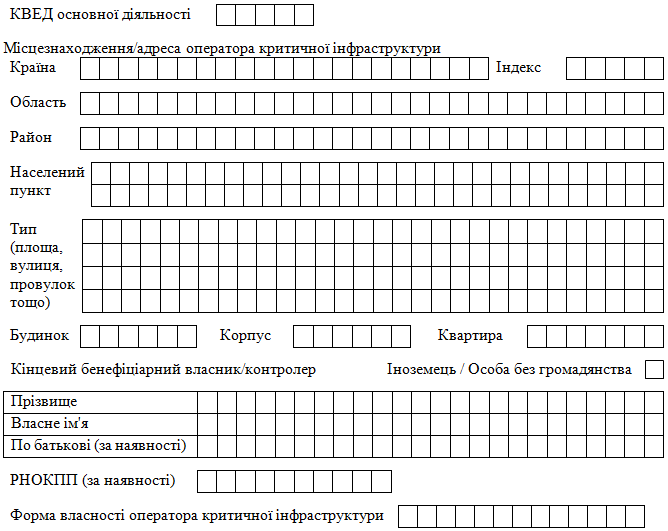 КВЕД основної діяльності
Місцезнаходження/адреса оператора критичної інфраструктури
Країна Індекс
Область
Район
Населений
пункт
Тип
(площа,
вулиця,
провулок
тощо)
Будинок Корпус Квартира
Кінцевий бенефіціарний власник/контролер Іноземець / Особа без громадянства
Прізвище
Власне ім'я
По батькові (за наявності)
РНОКПП (за наявності)
Форма власності оператора критичної інфраструктури